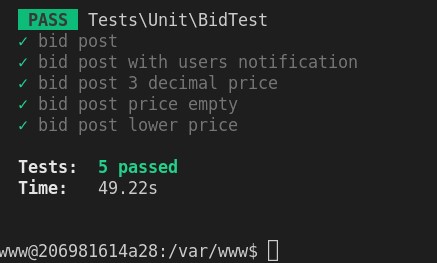 PASS Tests\Unit\BidTest
✓ bid post
✓ bid post with users notification
✓ bid post 3 decimal price
✓ bid post price empty
✓ bid post lower price
Tests: 5 passed
Time: 49.22s
www@206981614a28:/var/www$